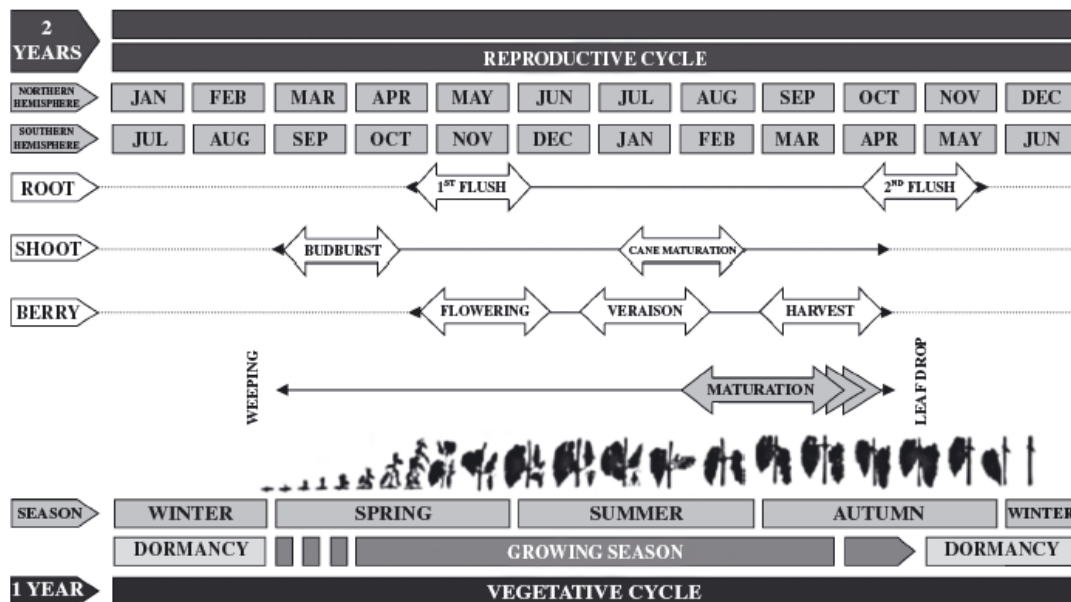 2
YEARS
REPRODUCTIVE CYCLE
NORTHERN
HEMISPHERE
JAN FEB MAR APR MAY JUN JUL AUG SEP OCT NOV DEC
SOUTHERN
HEMISPHERE
JUL AUG SEP OCT NOV DEC JAN FEB MAR APR MAY JUN
ROOT 1ST FLUSH 2ND FLUSH
SHOOT BUDBURST CANE MATURATION
BERRY FLOWERING VERAISON HARVEST
WEEPING MATURATION LEAF DROP
SEASON WINTER SPRING SUMMER AUTUMN WINTER
DORMANCY GROWING SEASON DORMANCY
1 YEAR VEGETATIVE CYCLE